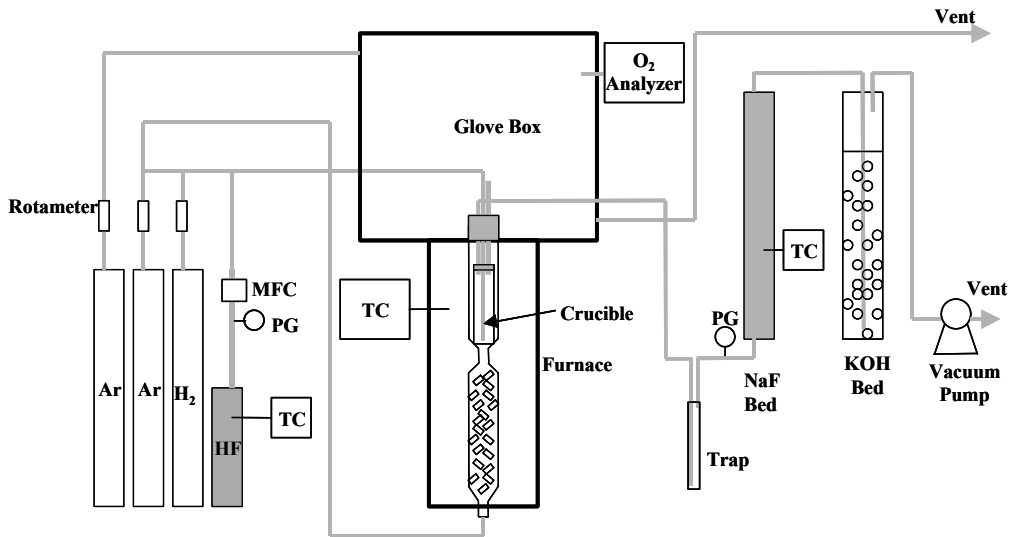 Vent
O2
Analyzer
Glove Box
Rotameter
TC
MFC
PG
TC
Crucible
Furnace
PG
Vent
Ar
Ar
H2
HF
TC
NaF
Bed
KOH
Bed
Vacuum
Pump
Trap